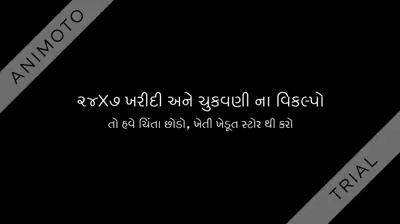 ANIMOTO
૨૪X૭ ખરીદી અને ચુકવણી ના વિકલ્પો
તો હવે ચિંતા છોડો, ખેતી ખેડૂત સ્ટોર થી કરો
TRIAL